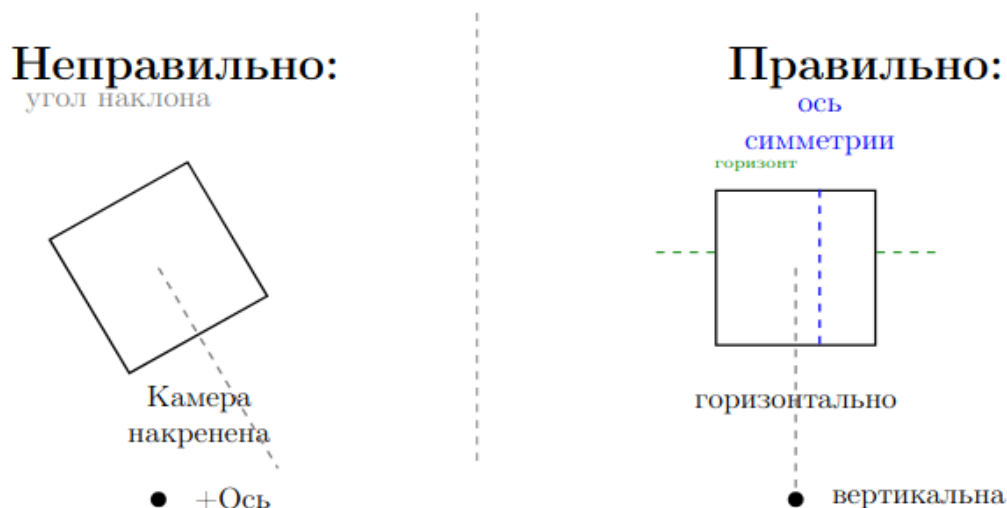 Неправильно:
угол наклона
Камера
накренена
+Ось
Правильно:
ось
симметрии
горизонт
горизонтально
вертикальна